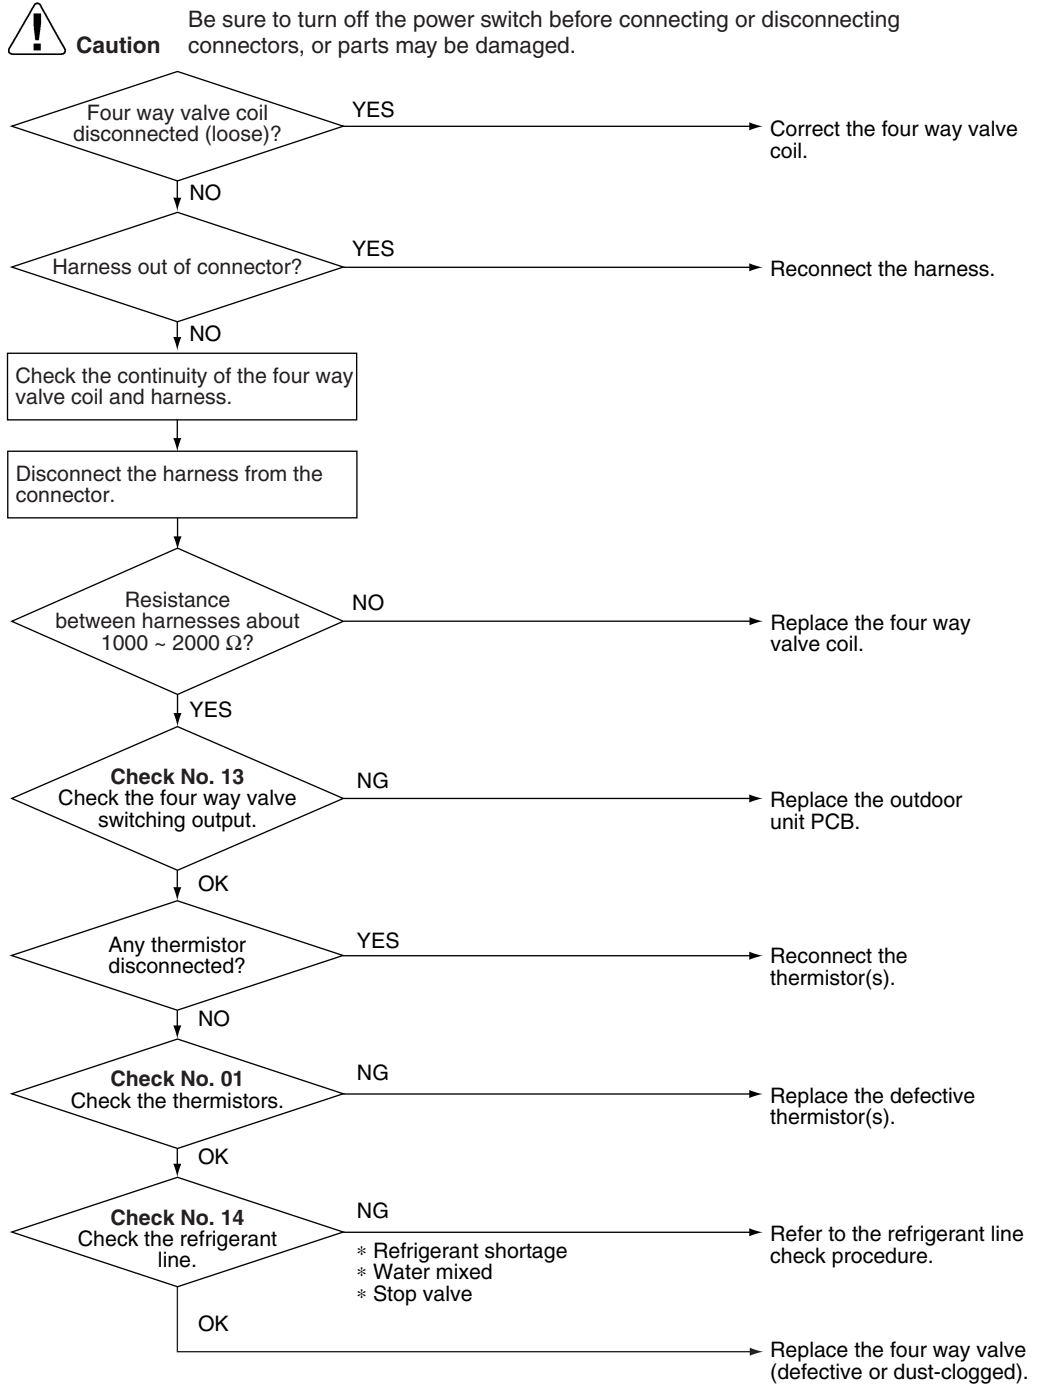 Be sure to turn off the power switch before connecting or disconnecting
Caution connectors, or parts may be damaged.
Four way valve coil
disconnected (loose)?
YES
Correct the four way valve
coil.
NO
Harness out of connector?
YES
Reconnect the harness.
NO
Check the continuity of the four way
valve coil and harness.
Disconnect the harness from the
connector.
Resistance
between harnesses about
1000 ~ 2000 Ω?
NO
Replace the four way
valve coil.
YES
Check No. 13
Check the four way valve
switching output.
NG
Replace the outdoor
unit PCB.
OK
Any thermistor
disconnected?
YES
Reconnect the
thermistor(s).
NO
Check No. 01
Check the thermistors.
NG
Replace the defective
thermistor(s).
OK
Check No. 14
Check the refrigerant
line.
NG
∗ Refrigerant shortage
∗ Water mixed
∗ Stop valve
Refer to the refrigerant line
check procedure.
OK
Replace the four way valve
(defective or dust-clogged).